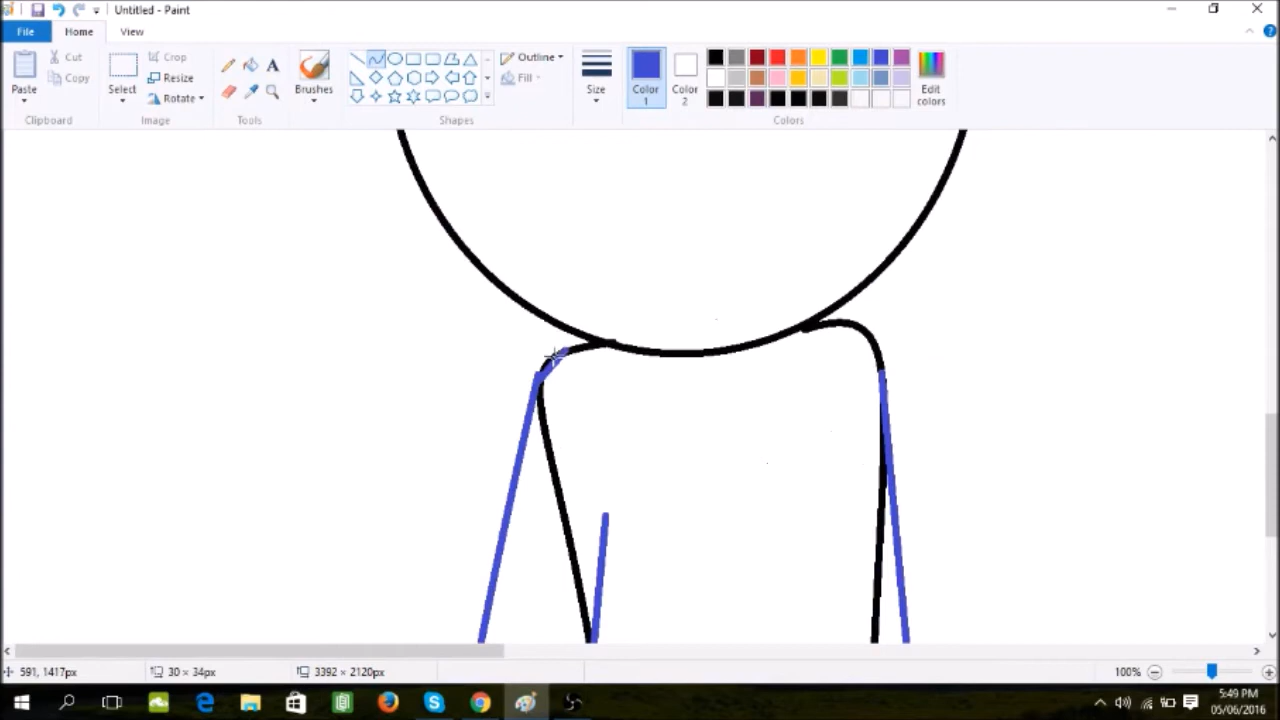 Untitled - Paint
File Home View
Paste Cut Copy Clipboard
Select Crop Resize Rotate Image
Tools
Brushes
Outline Fill Shapes
Size
Color 1 Color 2 Edit colors Colors
591, 1417px 30 × 34px 3392 × 2120px 100%
5:49 PM
05/06/2016